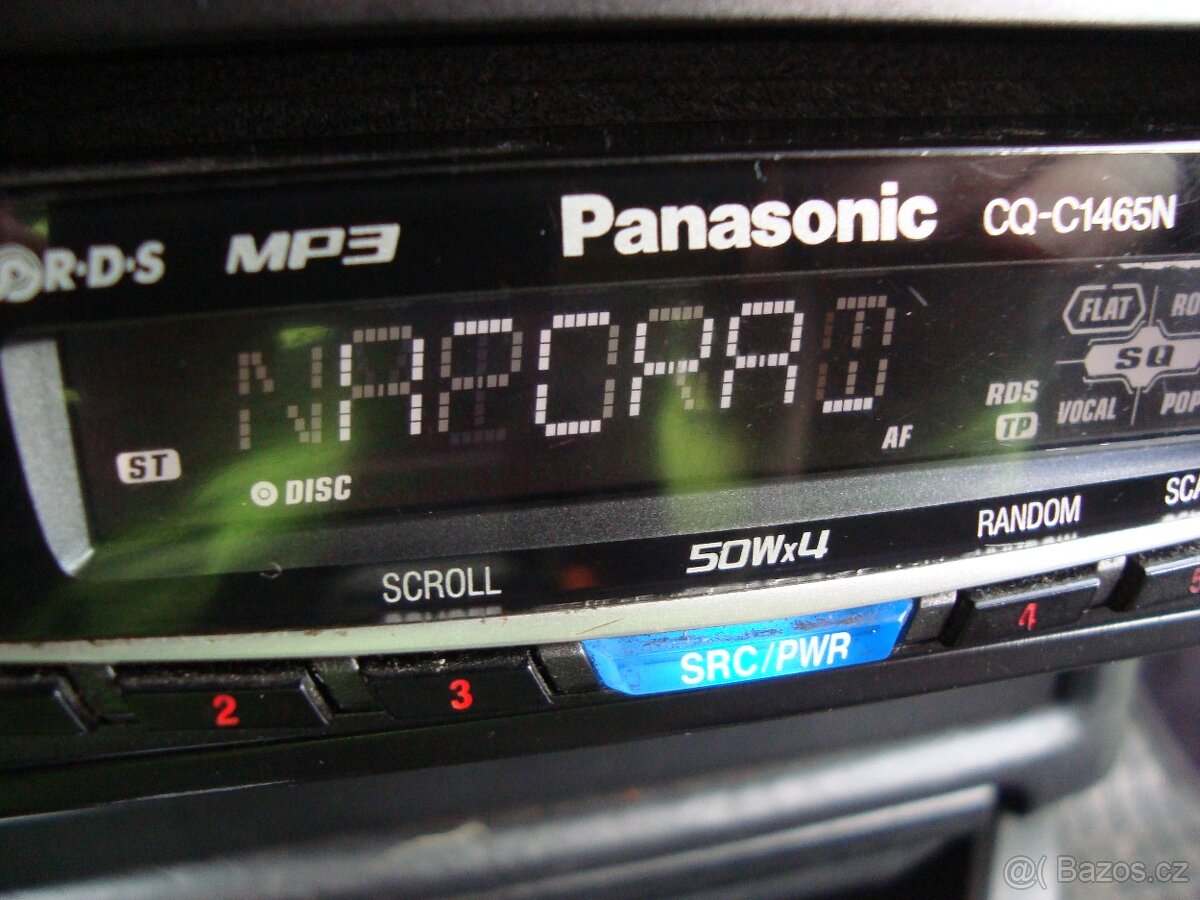 Panasonic CQ-C1465N
R·D·S MP3
FLAT
SQ
RDS
VOCAL
TP
AF
ST
DISC
RANDOM
50Wx4
SCROLL
SRC/PWR
2 3 4
@( Bazos.cz